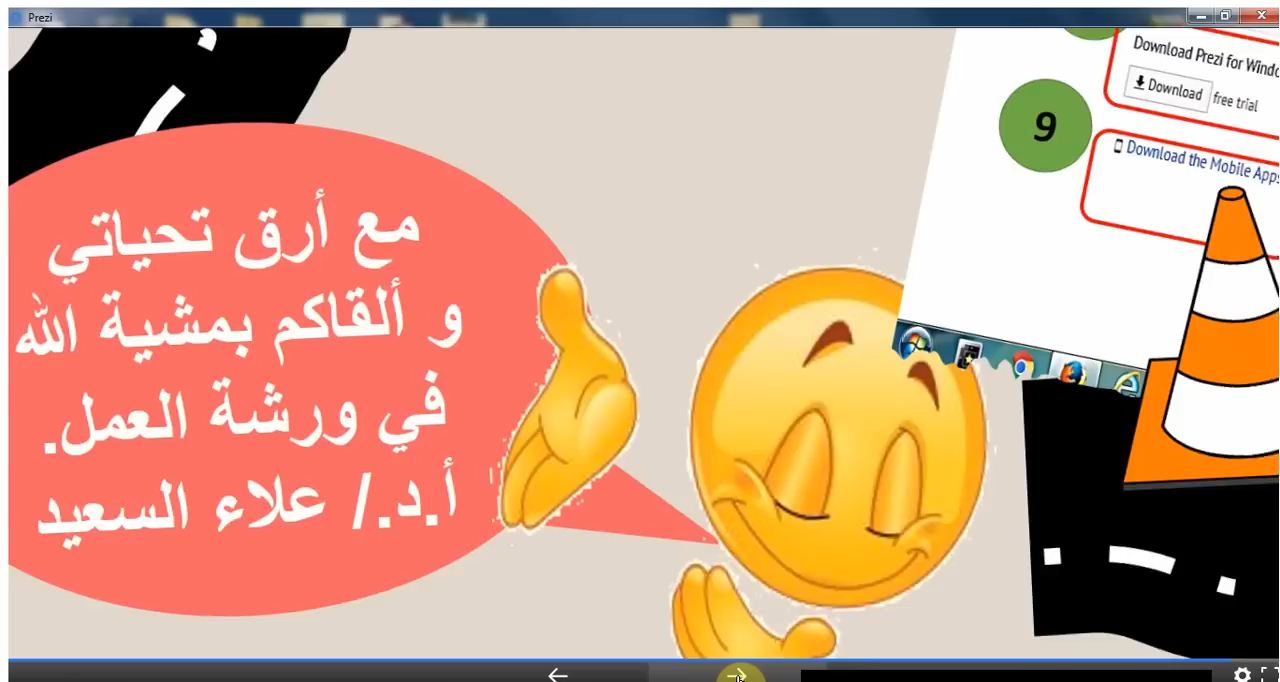 Prezi
مع أرق تحياتي
و ألقاكم بمشية الله
في ورشة العمل.
أ.د./ علاء السعيد
Download Prezi for Windo
Download free trial
9
Download the Mobile Apps